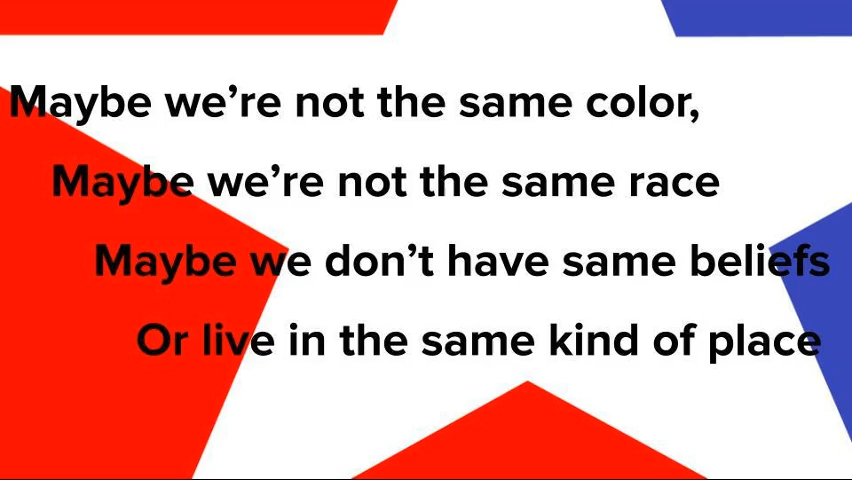 Maybe we’re not the same color,
Maybe we’re not the same race
Maybe we don’t have same beliefs
Or live in the same kind of place